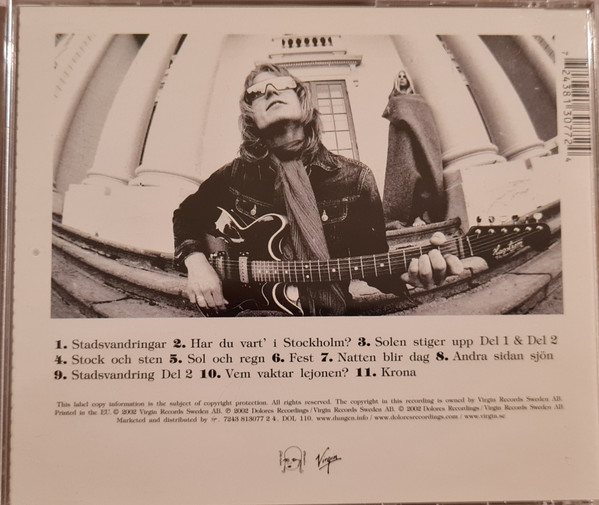 7 24381 30772 4
1. Stadsvandringar 2. Har du vart' i Stockholm? 3. Solen stiger upp Del 1 & Del 2
4. Stock och sten 5. Sol och regn 6. Fest 7. Natten blir dag 8. Andra sidan sjön
9. Stadsvandring Del 2 10. Vem vaktar lejonen? 11. Krona
This label copy information is the subject of copyright protection. All rights reserved. The copyright in this recording is owned by Virgin Records Sweden AB.
Printed in the EU. © 2002 Virgin Records Sweden AB. ℗ 2002 Dolores Recordings/Virgin Records Sweden AB. © 2002 Dolores Recordings/Virgin Records Sweden AB.
Marketed and distributed by 7243 813077 2 4. DOL 110. www.dungen.info / www.doloresrecordings.com / www.virgin.se
Virgin